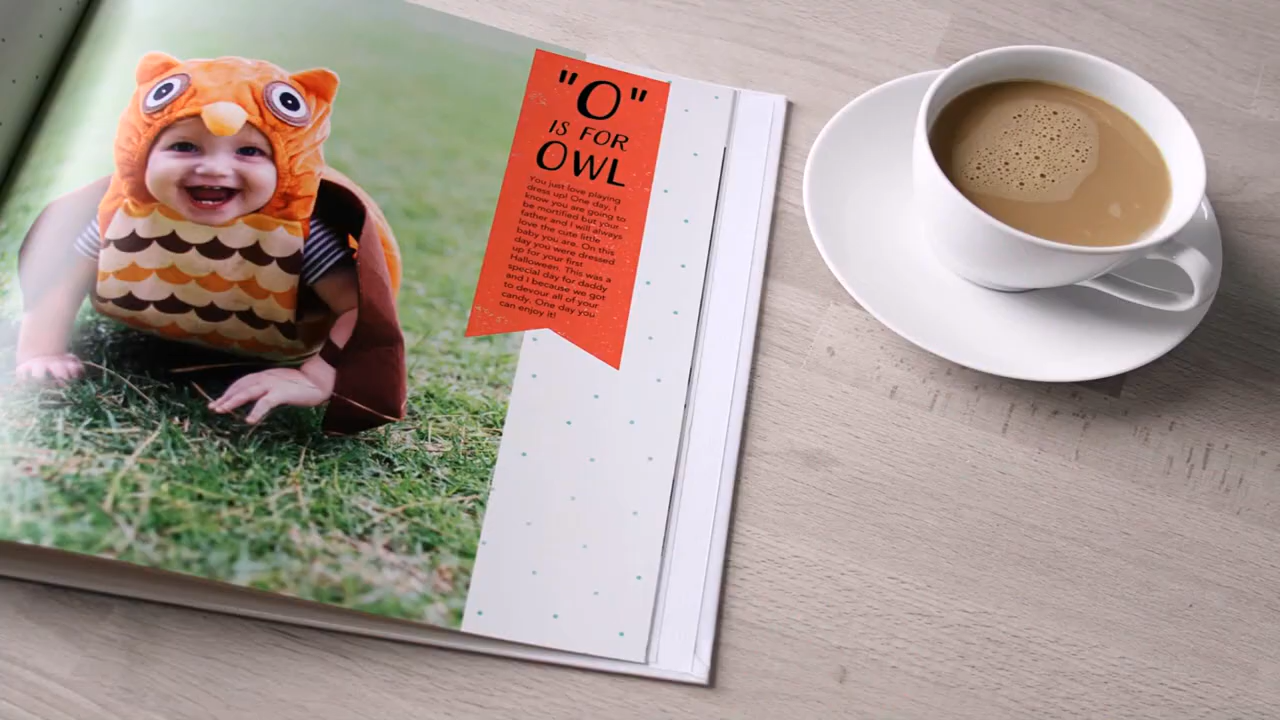 "O"
IS FOR
OWL
You just love playing
dress up! One day, I
know you are going to
be mortified but your
father and I will always
love the cute little
baby you are. On this
day you were dressed
up for your first
Halloween. This was a
special day for daddy
and I because we got
to devour all of your
candy. One day you
can enjoy it!